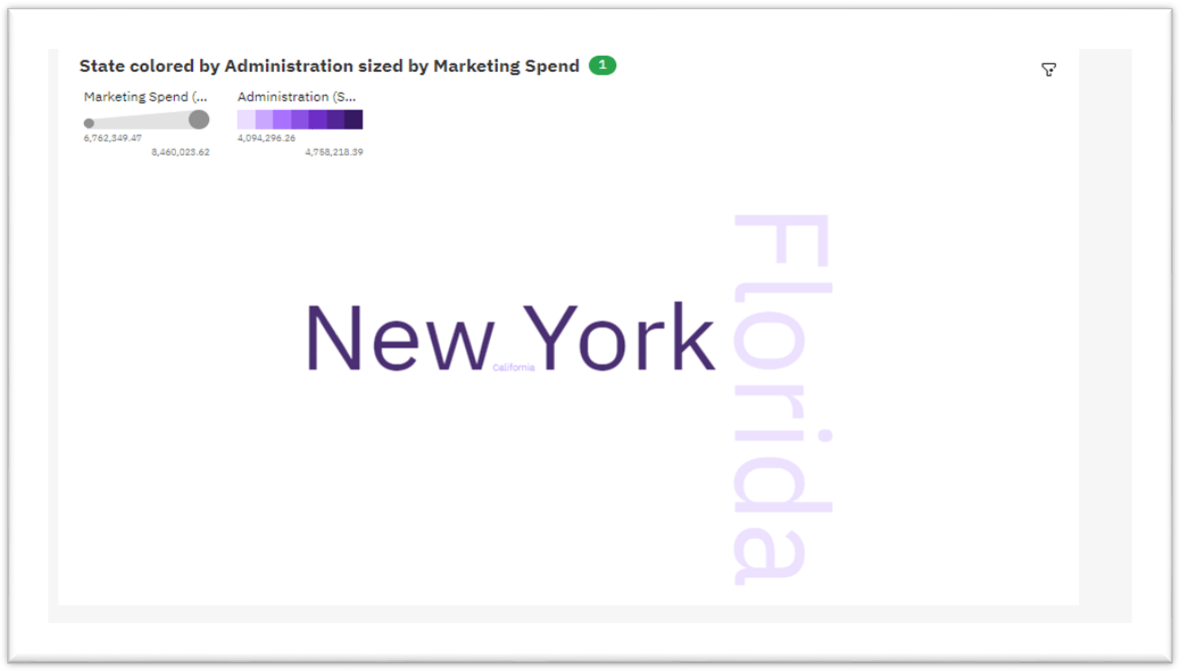 State colored by Administration sized by Marketing Spend 1
Marketing Spend (... Administration (S...
6,762,349.47 4,094,296.26
8,460,023.62 4,758,218.39
New York
California
Florida